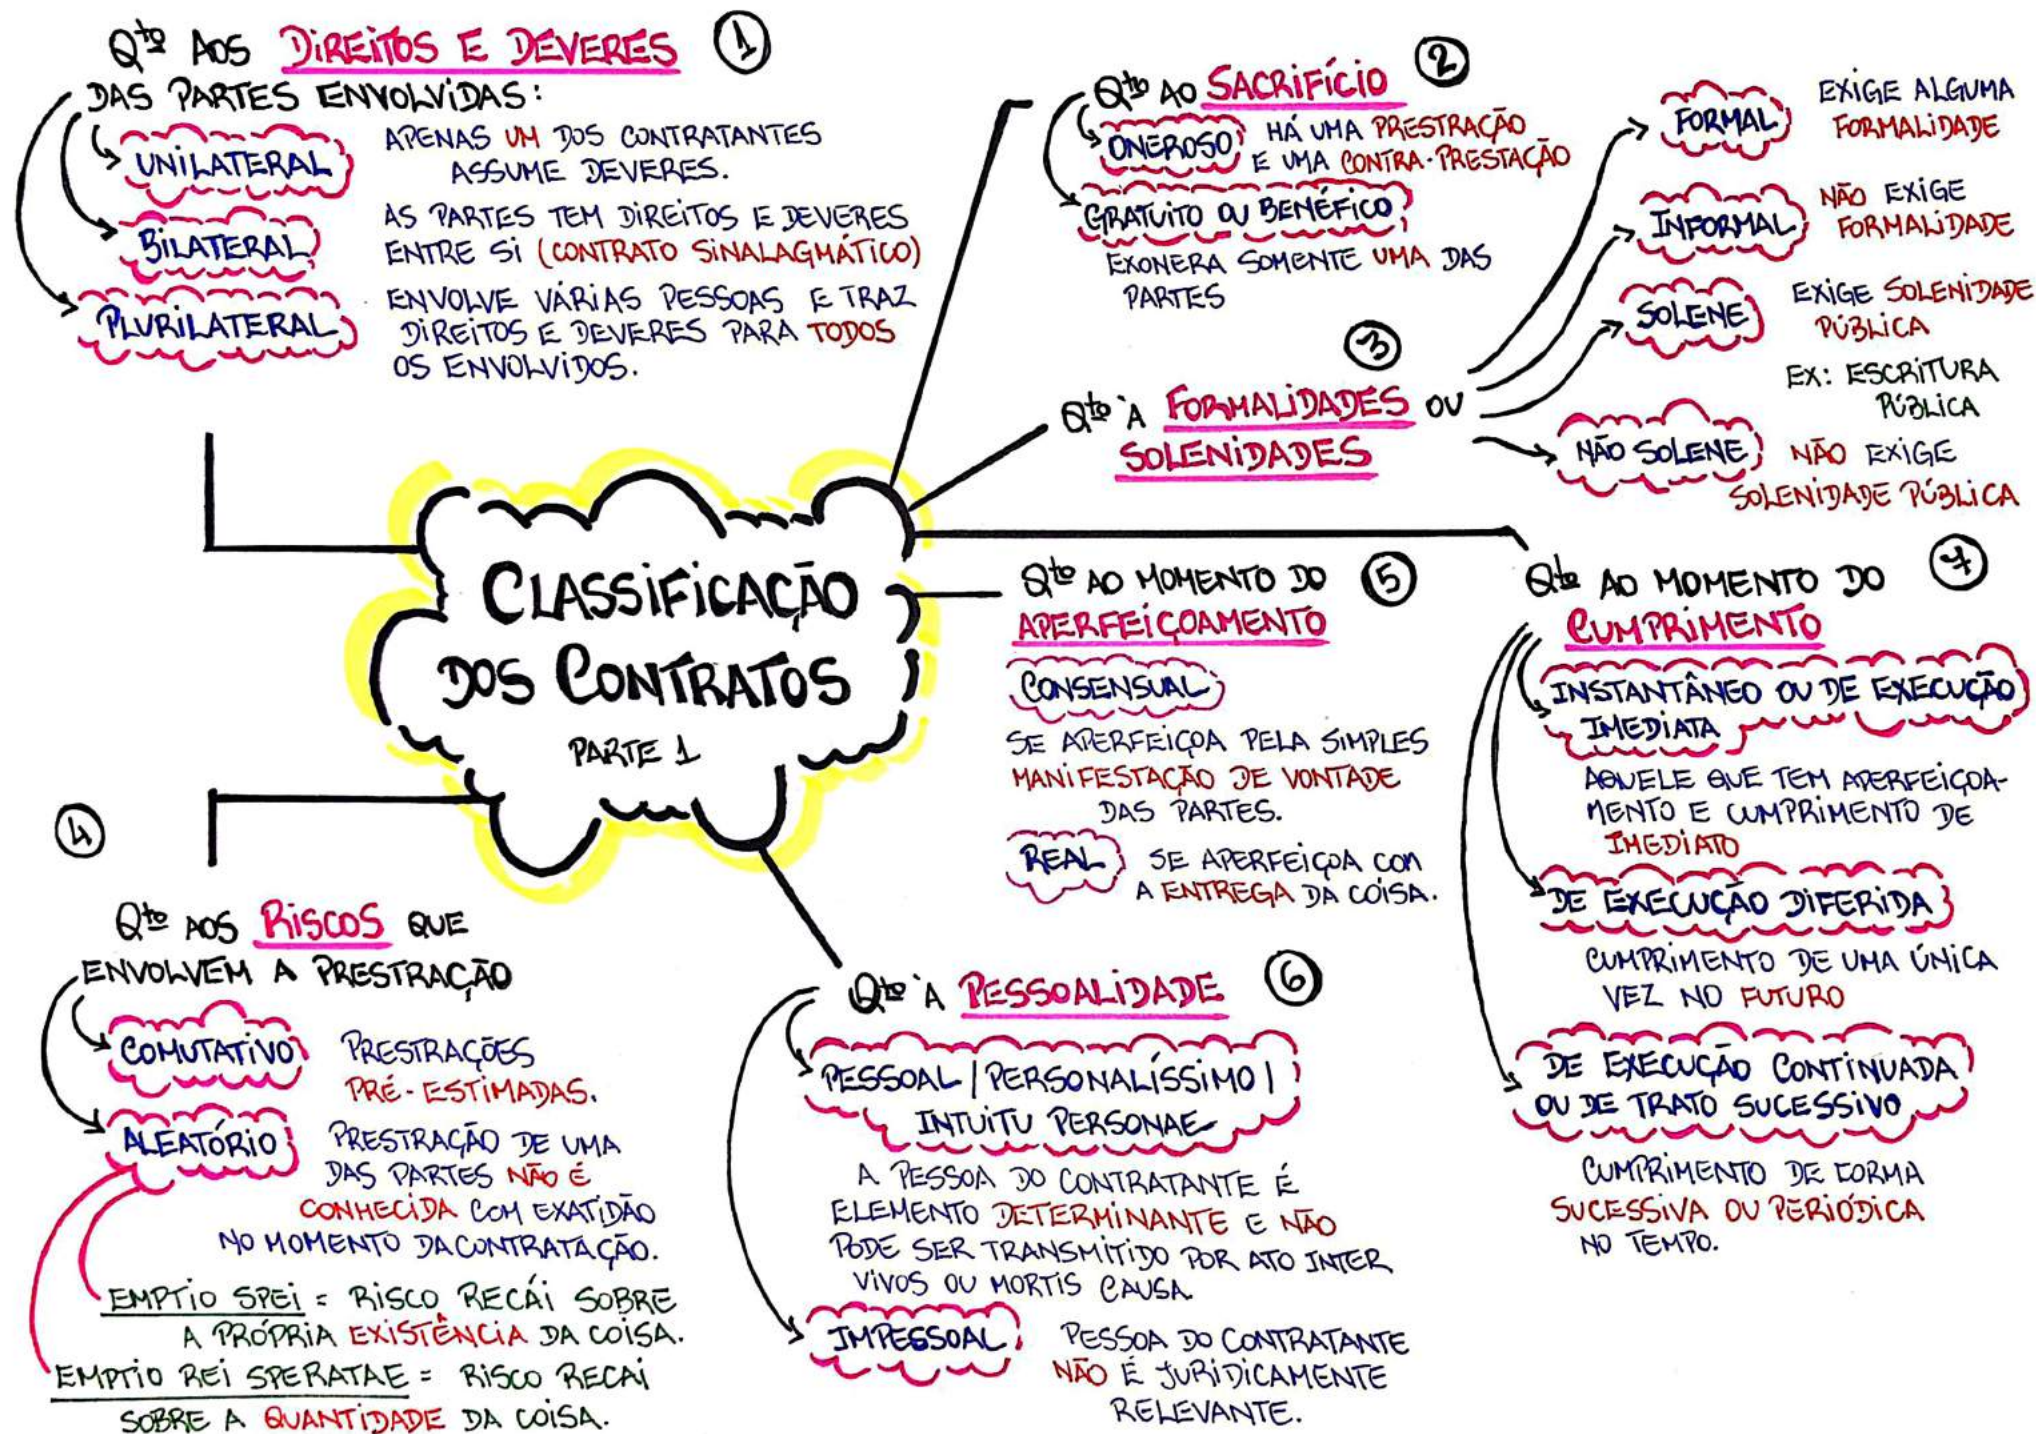 Qto AOS DIREITOS E DEVERES 1
DAS PARTES ENVOLVIDAS:
UNILATERAL
APENAS UM DOS CONTRATANTES
ASSUME DEVERES.
BILATERAL
AS PARTES TEM DIREITOS E DEVERES
ENTRE SI (CONTRATO SINALAGMÁTICO)
PLURILATERAL
ENVOLVE VÁRIAS PESSOAS E TRAZ
DIREITOS E DEVERES PARA TODOS
OS ENVOLVIDOS.
Qto AO SACRIFÍCIO 2
ONEROSO
HÁ UMA PRESTRAÇÃO
E UMA CONTRA-PRESTAÇÃO
GRATUITO OU BENÉFICO
EXONERA SOMENTE UMA DAS
PARTES
3
Qto À FORMALIDADES OU
SOLENIDADES
FORMAL
EXIGE ALGUMA
FORMALIDADE
INFORMAL
NÃO EXIGE
FORMALIDADE
SOLENE
EXIGE SOLENIDADE
PÚBLICA
EX: ESCRITURA
PÚBLICA
NÃO SOLENE
NÃO EXIGE
SOLENIDADE PÚBLICA
CLASSIFICAÇÃO
DOS CONTRATOS
PARTE 1
4
Qto AOS RISCOS QUE
ENVOLVEM A PRESTRAÇÃO
COMUTATIVO
PRESTRAÇÕES
PRÉ-ESTIMADAS.
ALEATÓRIO
PRESTRAÇÃO DE UMA
DAS PARTES NÃO É
CONHECIDA COM EXATIDÃO
NO MOMENTO DA CONTRATAÇÃO.
EMPTIO SPEI = RISCO RECÁI SOBRE
A PRÓPRIA EXISTÊNCIA DA COISA.
EMPTIO REI SPERATAE = RISCO RECAI
SOBRE A QUANTIDADE DA COISA.
Qto AO MOMENTO DO 5
APERFEIÇOAMENTO
CONSENSUAL
SE APERFEIÇOA PELA SIMPLES
MANIFESTAÇÃO DE VONTADE
DAS PARTES.
REAL
SE APERFEIÇOA COM
A ENTREGA DA COISA.
Qto À PESSOALIDADE 6
PESSOAL | PERSONALÍSSIMO |
INTUITU PERSONAE
A PESSOA DO CONTRATANTE É
ELEMENTO DETERMINANTE E NÃO
PODE SER TRANSMITIDO POR ATO INTER
VIVOS OU MORTIS CAUSA.
IMPESSOAL
PESSOA DO CONTRATANTE
NÃO É JURIDICAMENTE
RELEVANTE.
Qto AO MOMENTO DO 7
CUMPRIMENTO
INSTANTÂNEO OU DE EXECUÇÃO
IMEDIATA
AQUELE QUE TEM APERFEIÇOA-
MENTO E CUMPRIMENTO DE
IMEDIATO
DE EXECUÇÃO DIFERIDA
CUMPRIMENTO DE UMA ÚNICA
VEZ NO FUTURO
DE EXECUÇÃO CONTINUADA
OU DE TRATO SUCESSIVO
CUMPRIMENTO DE FORMA
SUCESSIVA OU PERIÓDICA
NO TEMPO.